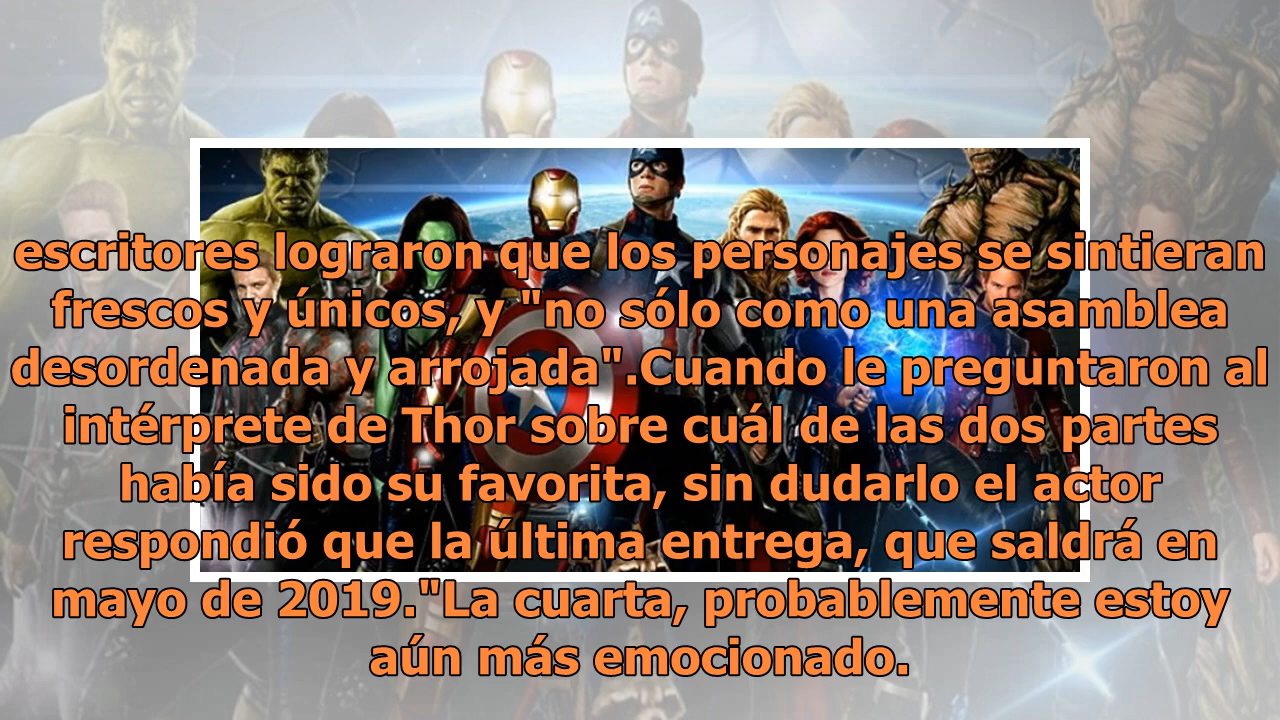 escritores lograron que los personajes se sintieran
frescos y únicos, y "no sólo como una asamblea
desordenada y arrojada".Cuando le preguntaron al
intérprete de Thor sobre cuál de las dos partes
había sido su favorita, sin dudarlo el actor
respondió que la última entrega, que saldrá en
mayo de 2019."La cuarta, probablemente estoy
aún más emocionado.